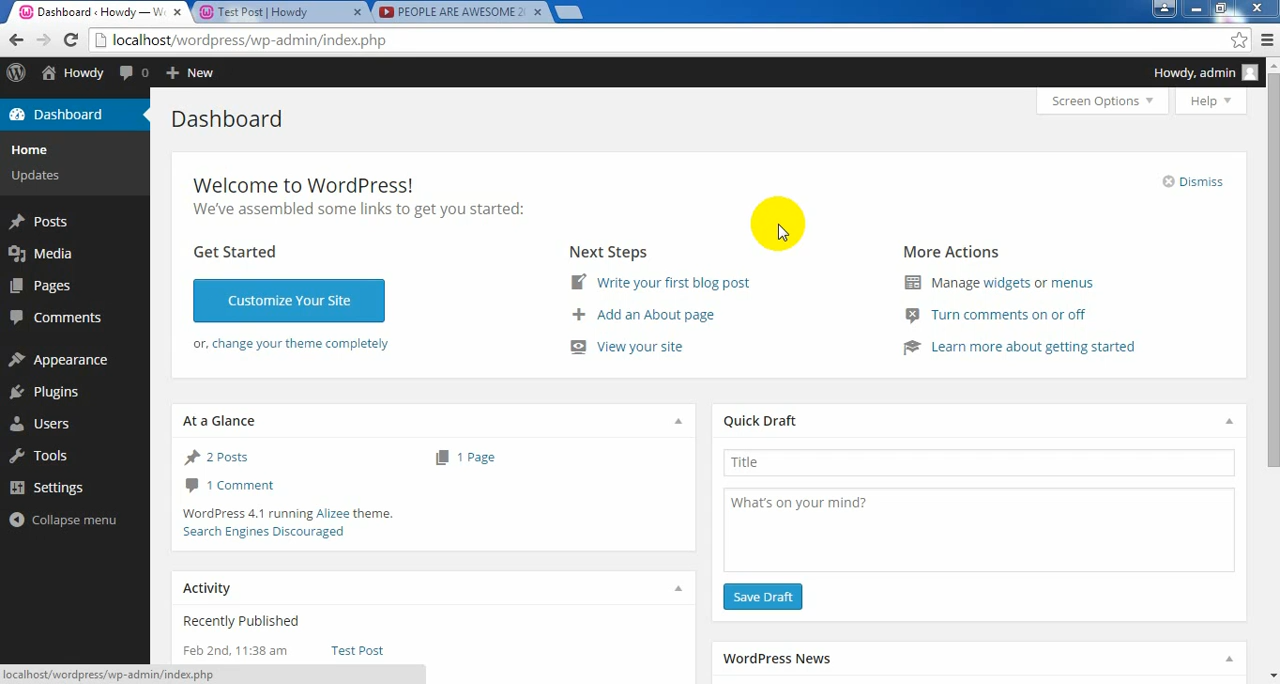 Dashboard ‹ Howdy — W
Test Post | Howdy
PEOPLE ARE AWESOME 20
localhost/wordpress/wp-admin/index.php
Howdy
0
New
Howdy, admin
Dashboard
Home
Updates
Posts
Media
Pages
Comments
Appearance
Plugins
Users
Tools
Settings
Collapse menu
Screen Options
Help
Dashboard
Welcome to WordPress!
We've assembled some links to get you started:
Dismiss
Get Started
Customize Your Site
or, change your theme completely
Next Steps
Write your first blog post
Add an About page
View your site
More Actions
Manage widgets or menus
Turn comments on or off
Learn more about getting started
At a Glance
2 Posts
1 Page
1 Comment
WordPress 4.1 running Alizee theme.
Search Engines Discouraged
Activity
Recently Published
Feb 2nd, 11:38 am
Test Post
Quick Draft
Title
What's on your mind?
Save Draft
WordPress News
localhost/wordpress/wp-admin/index.php